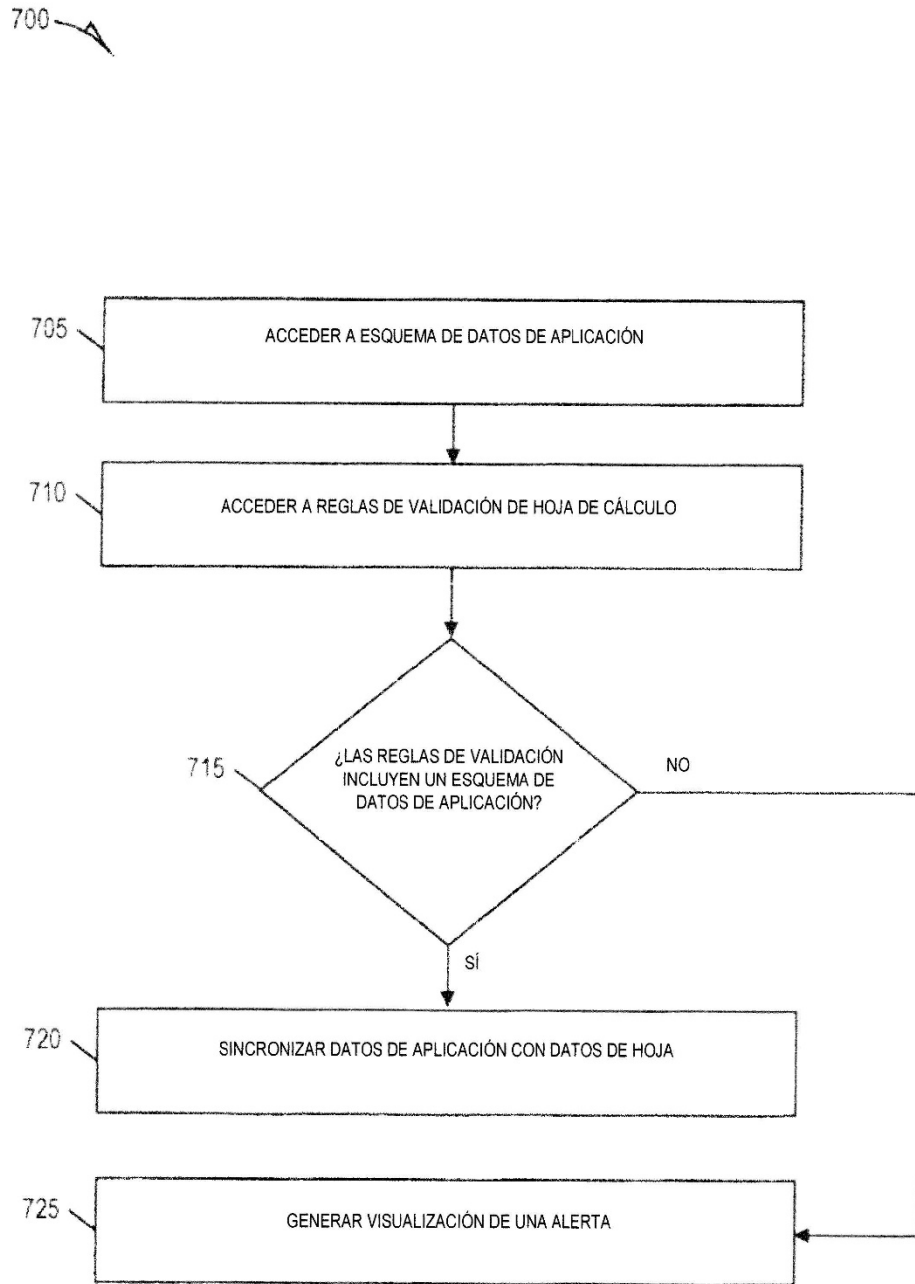 700
705
ACCEDER A ESQUEMA DE DATOS DE APLICACIÓN
710
ACCEDER A REGLAS DE VALIDACIÓN DE HOJA DE CÁLCULO
715
¿LAS REGLAS DE VALIDACIÓN
INCLUYEN UN ESQUEMA DE
DATOS DE APLICACIÓN?
NO
SÍ
720
SINCRONIZAR DATOS DE APLICACIÓN CON DATOS DE HOJA
725
GENERAR VISUALIZACIÓN DE UNA ALERTA